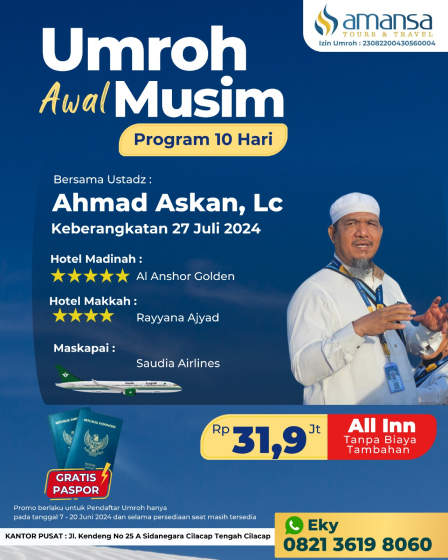 amansa
TOURS & TRAVEL
Izin Umroh : 23082200430560004
Umroh
Awal Musim
Program 10 Hari
Bersama Ustadz :
Ahmad Askan, Lc
Keberangkatan 27 Juli 2024
Hotel Madinah :
Al Anshor Golden
Hotel Makkah :
Rayyana Ajyad
Maskapai :
Saudia Airlines
Rp 31,9 Jt
All Inn
Tanpa Biaya
Tambahan
GRATIS
PASPOR
Promo berlaku untuk Pendaftar Umroh hanya
pada tanggal 7 - 20 Juni 2024 dan selama persediaan seat masih tersedia
KANTOR PUSAT : Jl. Kendeng No 25 A Sidanegara Cilacap Tengah Cilacap
Eky
0821 3619 8060